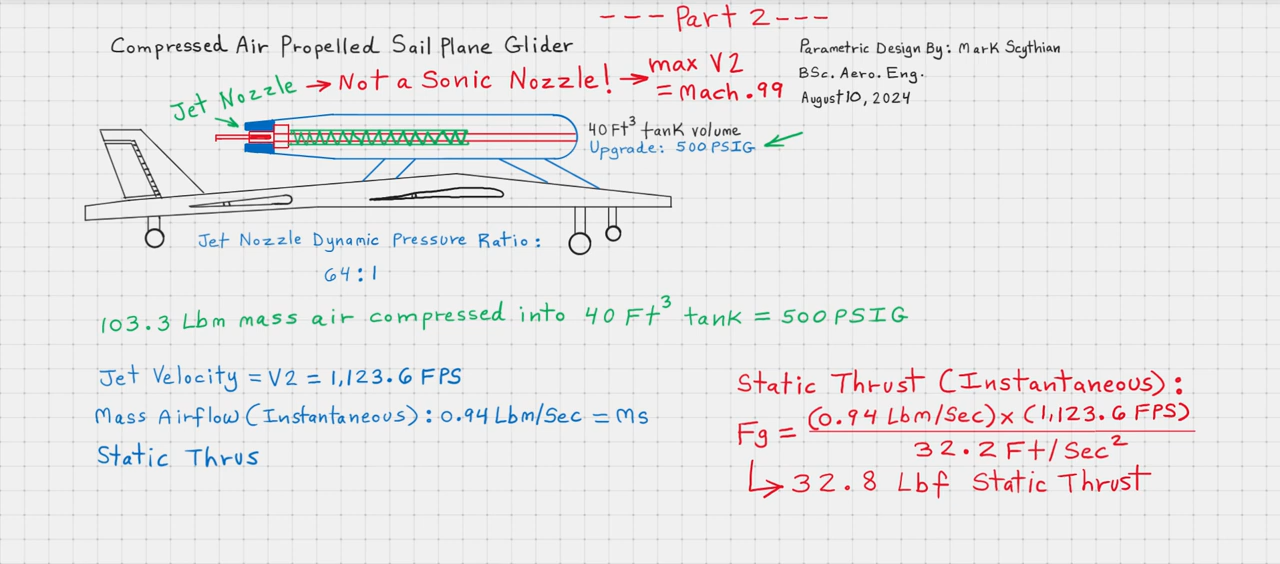 --- Part 2---
Compressed Air Propelled Sail Plane Glider
Parametric Design By: Mark Scythian
BSc. Aero. Eng.
August 10, 2024
Jet Nozzle → Not a Sonic Nozzle! → max V2
= Mach .99
40 Ft³ tank volume
Upgrade: 500 PSIG
Jet Nozzle Dynamic Pressure Ratio:
64:1
103.3 Lbm mass air compressed into 40 Ft³ tank = 500 PSIG
Jet Velocity = V2 = 1,123.6 FPS
Mass Airflow (Instantaneous): 0.94 Lbm/Sec = Ms
Static Thrus
Static Thrust (Instantaneous):
Fg = (0.94 Lbm/Sec) x (1,123.6 FPS)
32.2 Ft/Sec²
↳ 32.8 Lbf Static Thrust